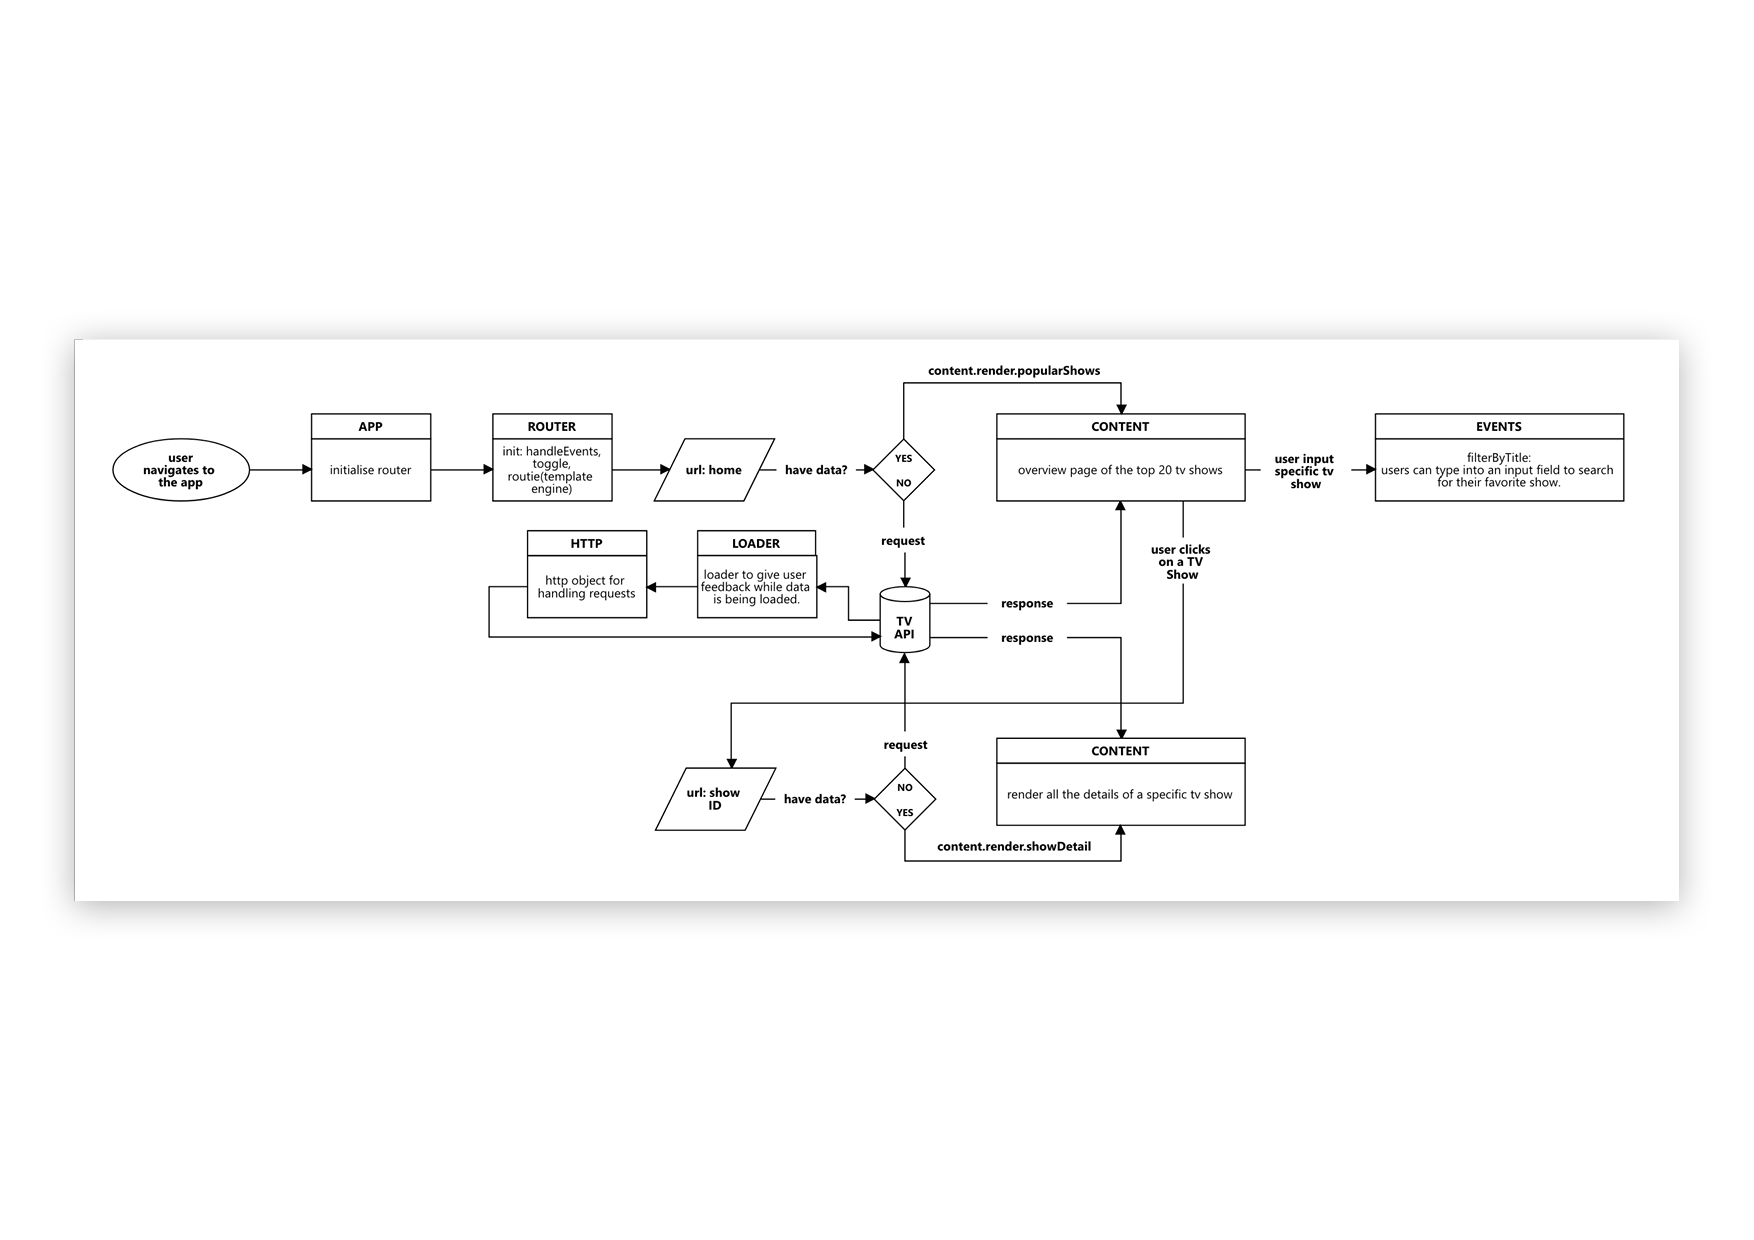 content.render.popularShows
user
navigates to
the app
APP
initialise router
ROUTER
init: handleEvents,
toggle,
routie(template
engine)
url: home
have data?
YES
NO
CONTENT
overview page of the top 20 tv shows
user input
specific tv
show
EVENTS
filterByTitle:
users can type into an input field to search
for their favorite show.
HTTP
http object for
handling requests
LOADER
loader to give user
feedback while data
is being loaded.
request
TV
API
response
response
user clicks
on a TV
Show
request
url: show
ID
have data?
NO
YES
CONTENT
render all the details of a specific tv show
content.render.showDetail